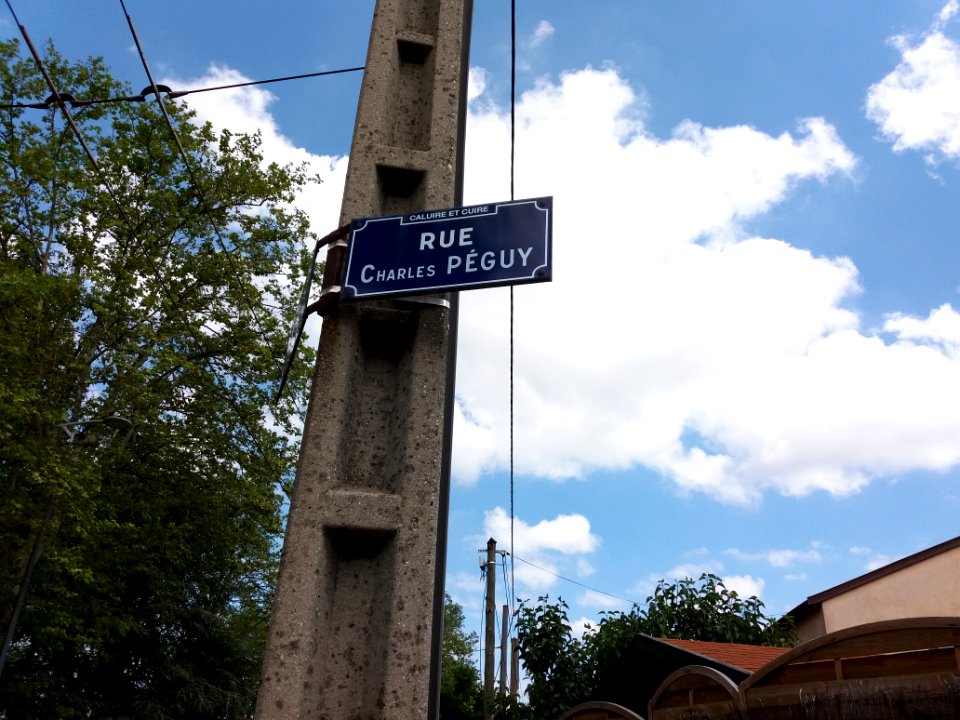 CALUIRE ET CUIRE
RUE
CHARLES PÉGUY